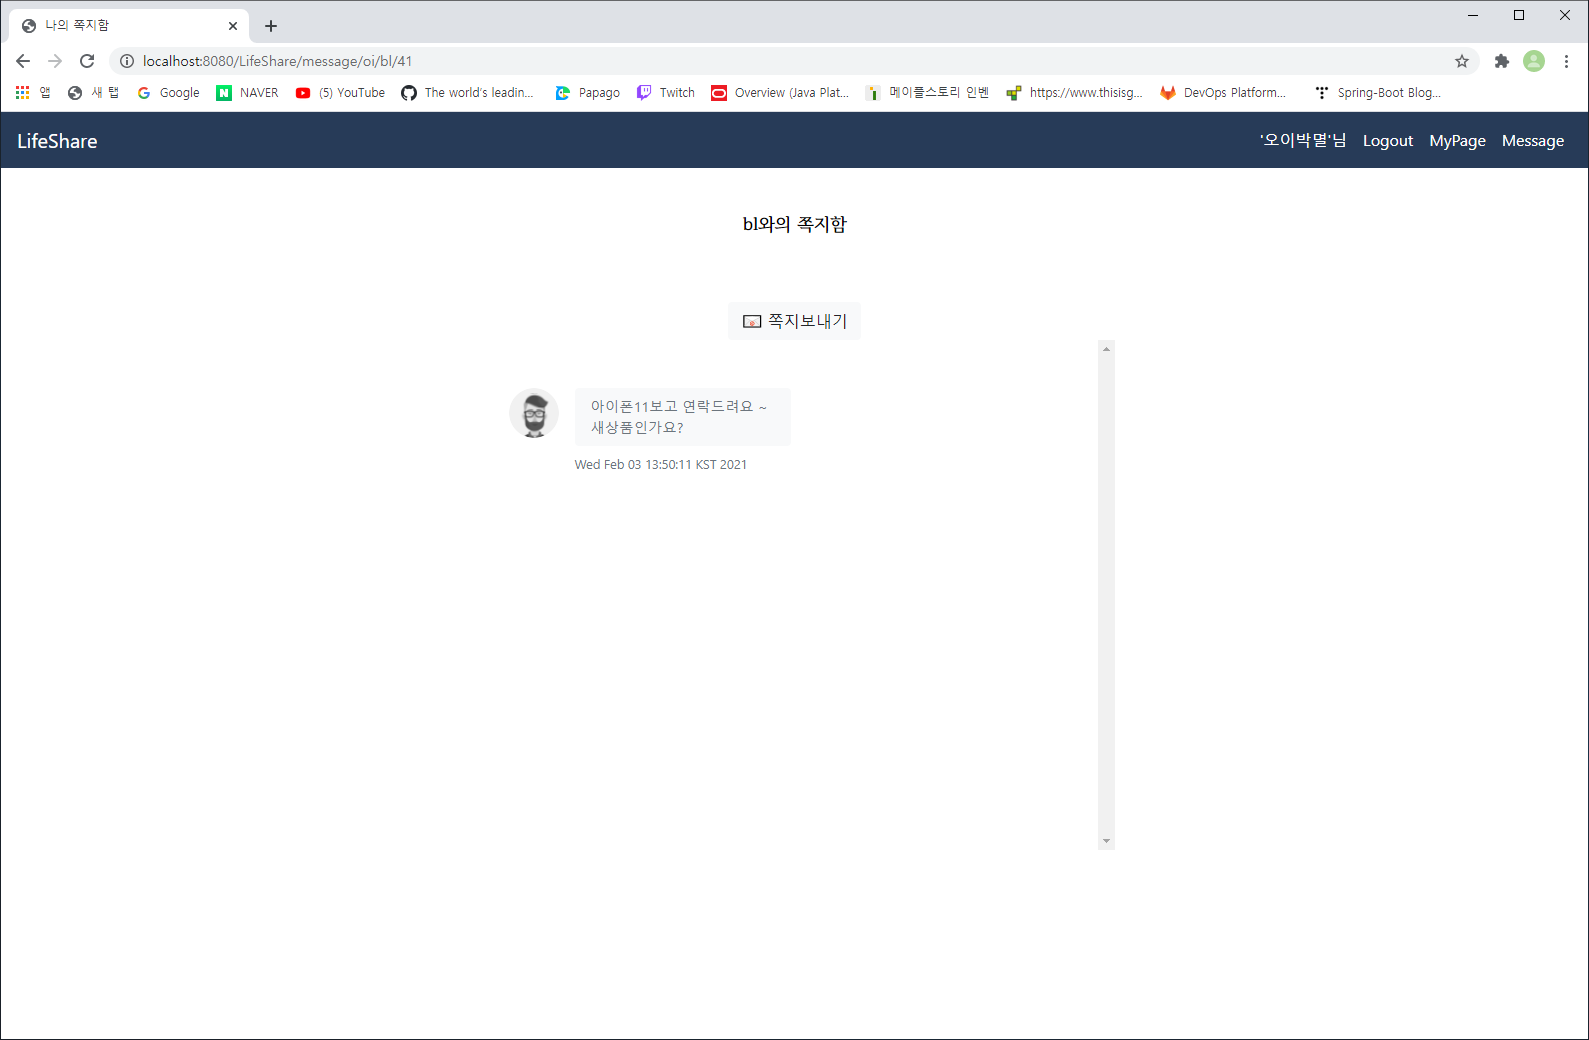 나의 쪽지함
localhost:8080/LifeShare/message/oi/bl/41
앱 새 탭 Google NAVER (5) YouTube The world's leadin... Papago Twitch Overview (Java Plat... 메이플스토리 인벤 https://www.thisisg... DevOps Platform... Spring-Boot Blog...
LifeShare '오이박멸'님 Logout MyPage Message
bl와의 쪽지함
쪽지보내기
아이폰11보고 연락드려요 ~
새상품인가요?
Wed Feb 03 13:50:11 KST 2021